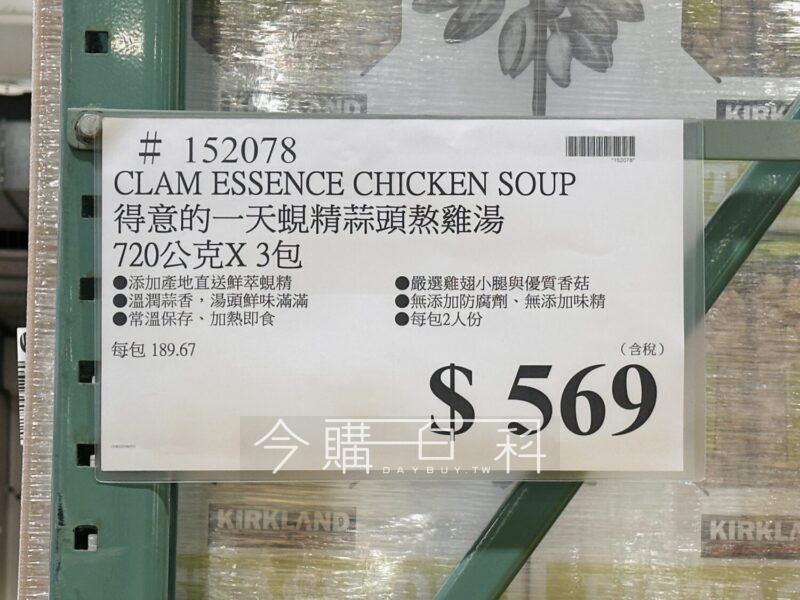 KIRKLAND
KIRKL
# 152078
"152078"
CLAM ESSENCE CHICKEN SOUP
得意的一天蜆精蒜頭熬雞湯
720公克X 3包
●添加產地直送鮮萃蜆精
●嚴選雞翅小腿與優質香菇
●溫潤蒜香，湯頭鮮味滿滿
●無添加防腐劑、無添加味精
●常溫保存、加熱即食
●每包2人份
每包 189.67
（含稅）
$ 569
今購百科
DAYBUY.TW
KIRKLAND
KIRKLA